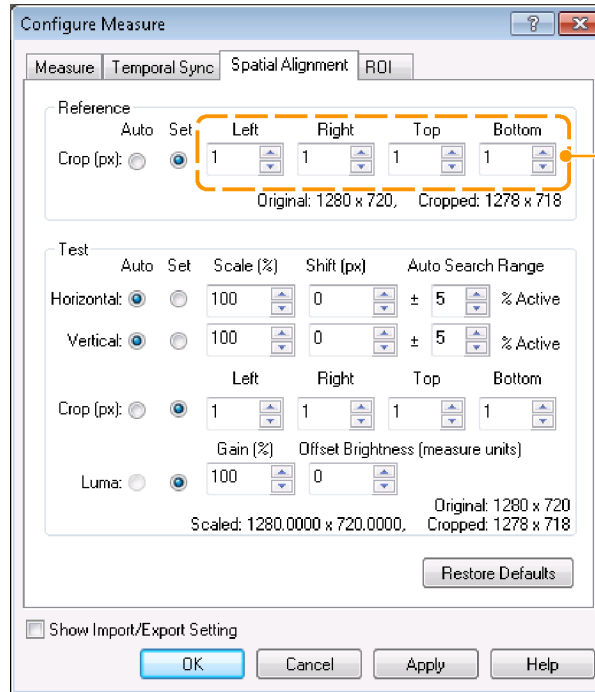 Configure Measure
Measure Temporal Sync Spatial Alignment ROI
Reference
Auto Set Left Right Top Bottom
Crop (px): 1 1 1 1
Original: 1280 x 720, Cropped: 1278 x 718
Test
Auto Set Scale (%) Shift (px) Auto Search Range
Horizontal: 100 0 ± 5 % Active
Vertical: 100 0 ± 5 % Active
Left Right Top Bottom
Crop (px): 1 1 1 1
Gain (%) Offset Brightness (measure units)
Luma: 100 0
Original: 1280 x 720
Scaled: 1280.0000 x 720.0000, Cropped: 1278 x 718
Restore Defaults
Show Import/Export Setting
OK Cancel Apply Help